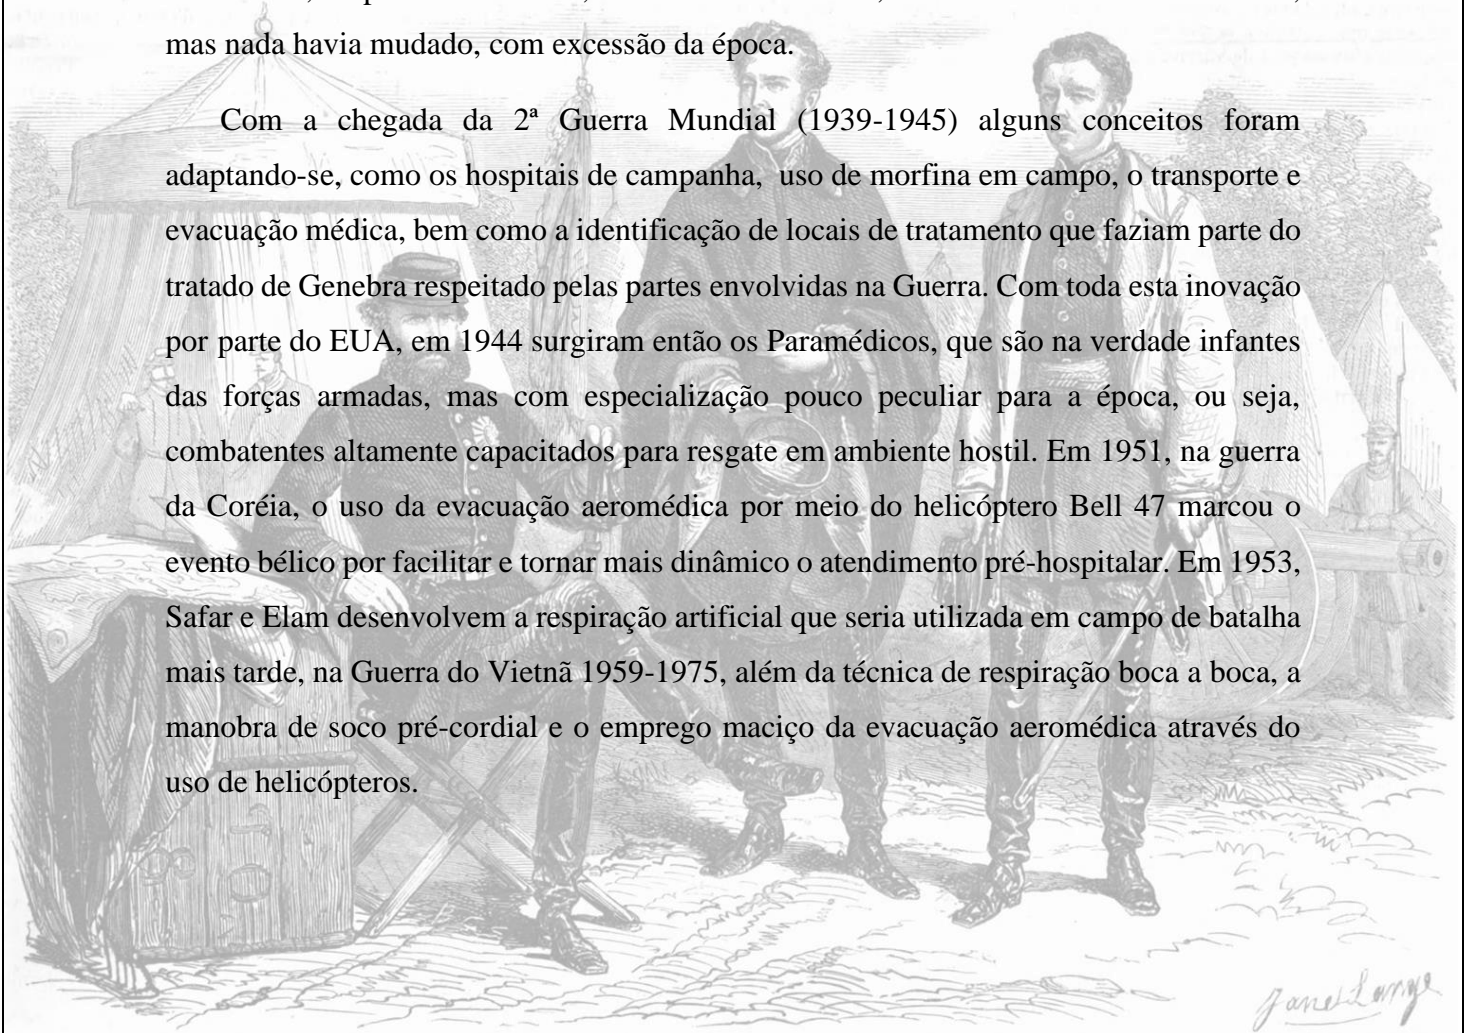 mas nada havia mudado, com excessão da época.
Com a chegada da 2ª Guerra Mundial (1939-1945) alguns conceitos foram
adaptando-se, como os hospitais de campanha, uso de morfina em campo, o transporte e
evacuação médica, bem como a identificação de locais de tratamento que faziam parte do
tratado de Genebra respeitado pelas partes envolvidas na Guerra. Com toda esta inovação
por parte do EUA, em 1944 surgiram então os Paramédicos, que são na verdade infantes
das forças armadas, mas com especialização pouco peculiar para a época, ou seja,
combatentes altamente capacitados para resgate em ambiente hostil. Em 1951, na guerra
da Coréia, o uso da evacuação aeromédica por meio do helicóptero Bell 47 marcou o
evento bélico por facilitar e tornar mais dinâmico o atendimento pré-hospitalar. Em 1953,
Safar e Elam desenvolvem a respiração artificial que seria utilizada em campo de batalha
mais tarde, na Guerra do Vietnã 1959-1975, além da técnica de respiração boca a boca, a
manobra de soco pré-cordial e o emprego maciço da evacuação aeromédica através do
uso de helicópteros.
Janet Lange